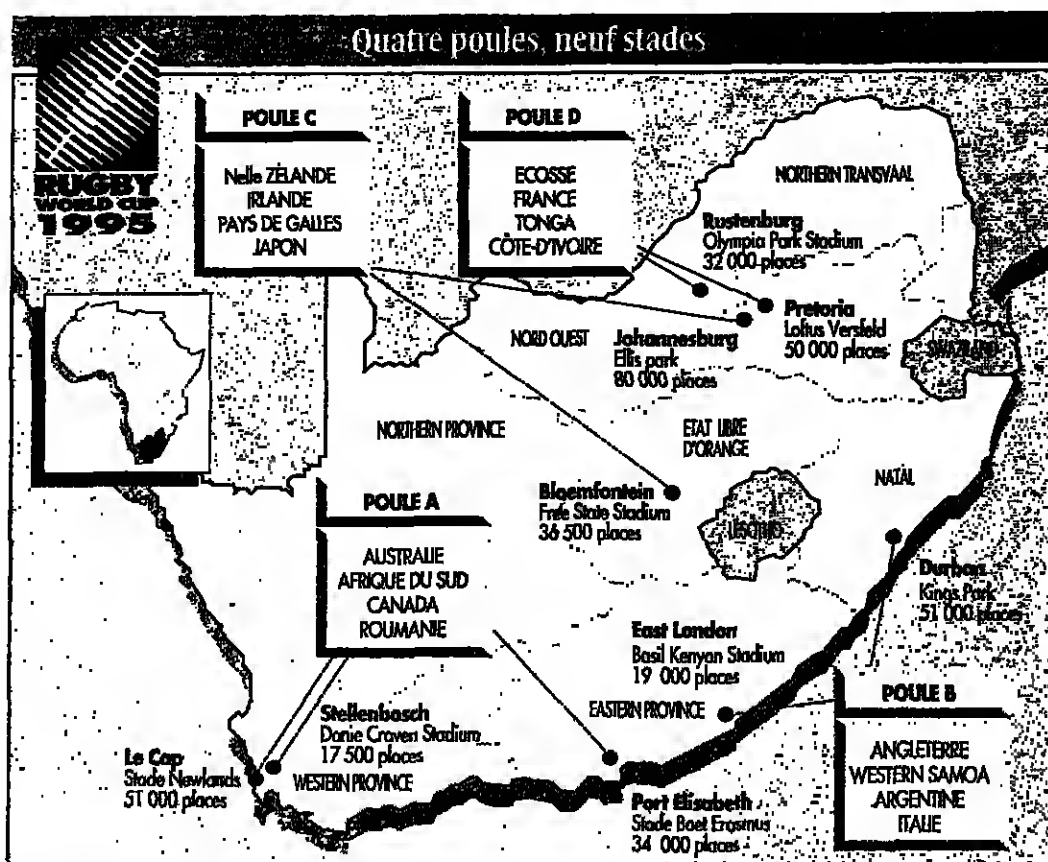 Quatre poules, neuf stades
RUGBY
WORLD CUP
1995
POULE C
Nelle ZÉLANDE
IRLANDE
PAYS DE GALLES
JAPON
POULE D
ECOSSE
FRANCE
TONGA
CÔTE-D'IVOIRE
NORTHERN TRANSVAAL
Rustenburg
Olympia Park Stadium
32 000 places
Pretoria
Loftus Versfeld
50 000 places
SWAZILAND
NORD OUEST
Johannesburg
Ellis park
80 000 places
NORTHERN PROVINCE
ETAT LIBRE
D'ORANGE
NATAL
Bloemfontein
Free State Stadium
36 500 places
LESOTHO
Durban
Kings Park
51 000 places
POULE A
AUSTRALIE
AFRIQUE DU SUD
CANADA
ROUMANIE
East London
Basil Kenyan Stadium
19 000 places
EASTERN PROVINCE
POULE B
ANGLETERRE
WESTERN SAMOA
ARGENTINE
ITALIE
Stellenbosch
Danie Craven Stadium
17 500 places
Le Cap
Stade Newlands
51 000 places
WESTERN PROVINCE
Port Elisabeth
Stade Boet Erasmus
34 000 places